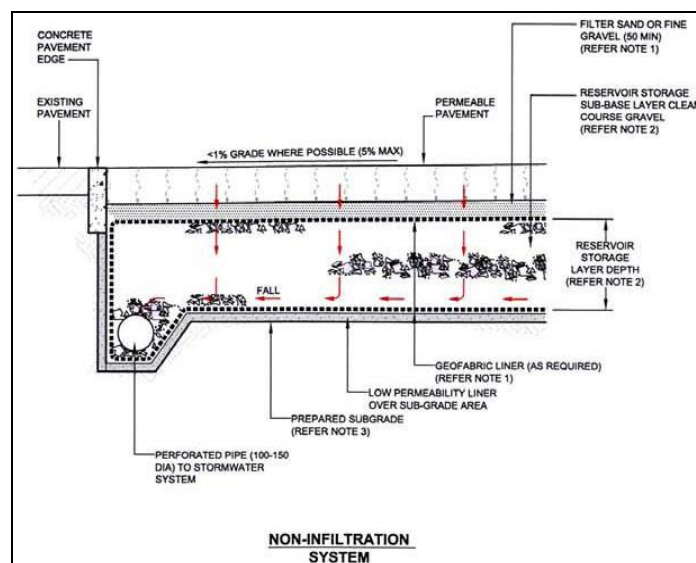 CONCRETE
PAVEMENT
EDGE
EXISTING
PAVEMENT
<1% GRADE WHERE POSSIBLE (5% MAX)
PERMEABLE
PAVEMENT
FILTER SAND OR FINE
GRAVEL (50 MIN)
(REFER NOTE 1)
RESERVOIR STORAGE
SUB-BASE LAYER CLEAN
COURSE GRAVEL
(REFER NOTE 2)
RESERVOIR
STORAGE
LAYER DEPTH
(REFER NOTE 2)
FALL
GEOFABRIC LINER (AS REQUIRED)
(REFER NOTE 1)
LOW PERMEABILITY LINER
OVER SUB-GRADE AREA
PREPARED SUBGRADE
(REFER NOTE 3)
PERFORATED PIPE (100-150
DIA) TO STORMWATER
SYSTEM
NON-INFILTRATION
SYSTEM